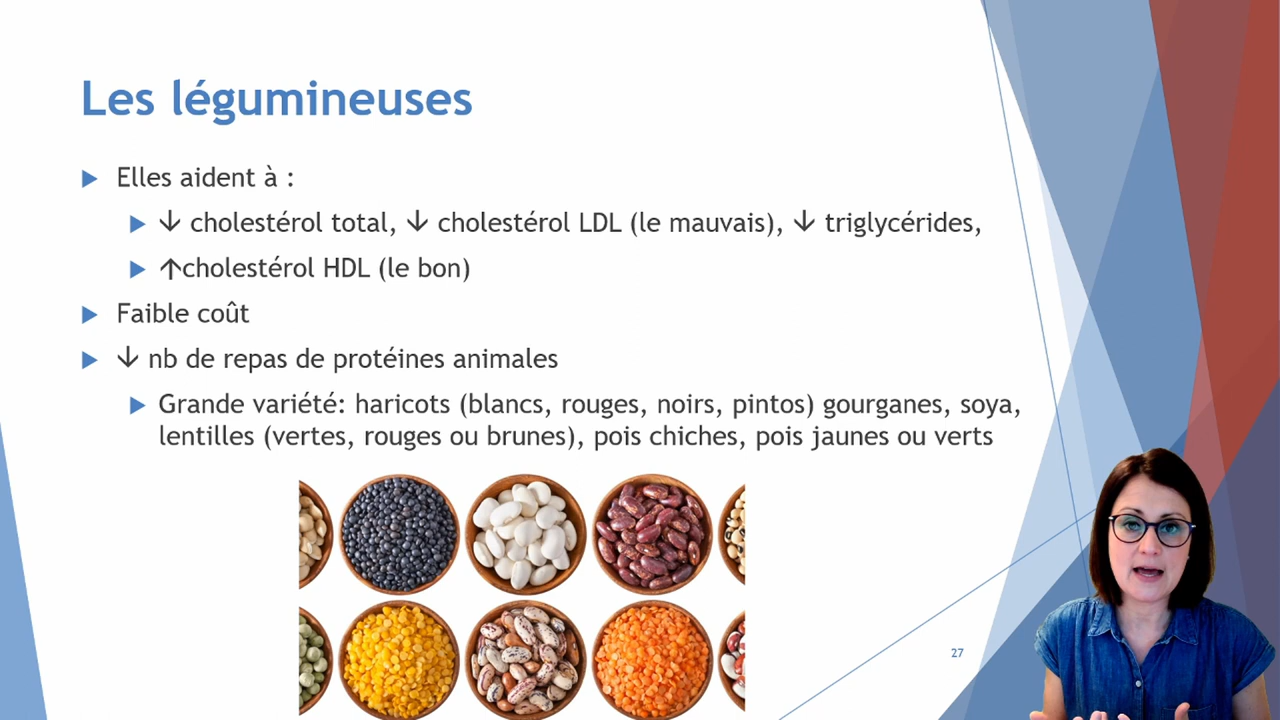 Les légumineuses
Elles aident à :
↓ cholestérol total, ↓ cholestérol LDL (le mauvais), ↓ triglycérides,
↑cholestérol HDL (le bon)
Faible coût
↓ nb de repas de protéines animales
Grande variété: haricots (blancs, rouges, noirs, pintos) gourganes, soya,
lentilles (vertes, rouges ou brunes), pois chiches, pois jaunes ou verts
27